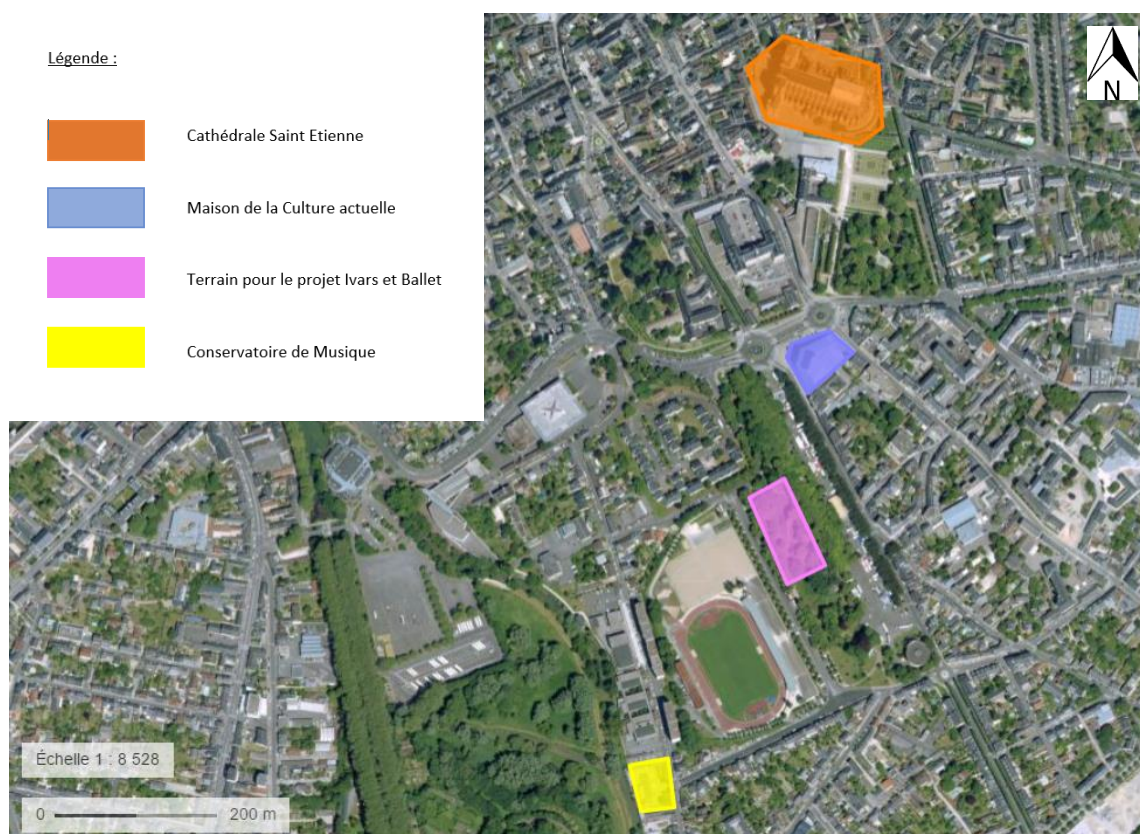 Légende :
Cathédrale Saint Etienne
Maison de la Culture actuelle
Terrain pour le projet Ivars et Ballet
Conservatoire de Musique
N
Échelle 1 : 8 528
0 200 m